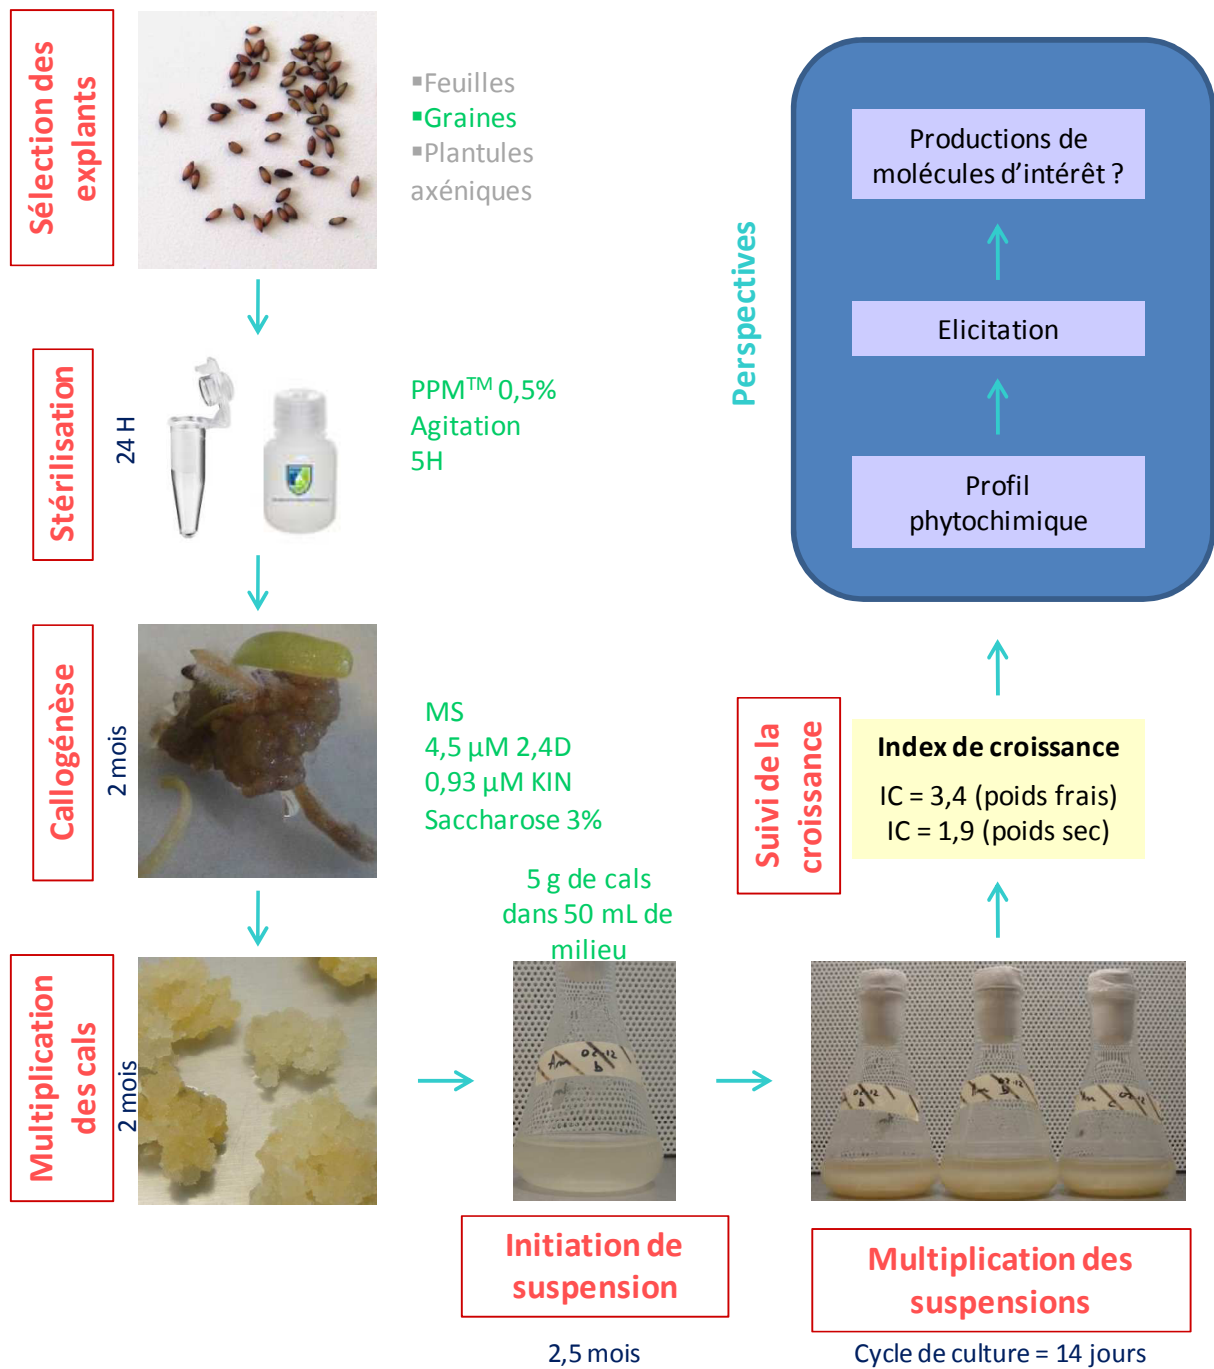 Sélection des
explants
▪Feuilles
▪Graines
▪Plantules
axéniques
Stérilisation
24 H
PPM™ 0,5%
Agitation
5H
Callogénèse
2 mois
MS
4,5 µM 2,4D
0,93 µM KIN
Saccharose 3%
Multiplication
des cals
2 mois
5 g de cals
dans 50 mL de
milieu
02-12
B
Initiation de
suspension
2,5 mois
02-12
Multiplication des
suspensions
Cycle de culture = 14 jours
Suivi de la
croissance
Index de croissance
IC = 3,4 (poids frais)
IC = 1,9 (poids sec)
Perspectives
Productions de
molécules d’intérêt ?
Elicitation
Profil
phytochimique